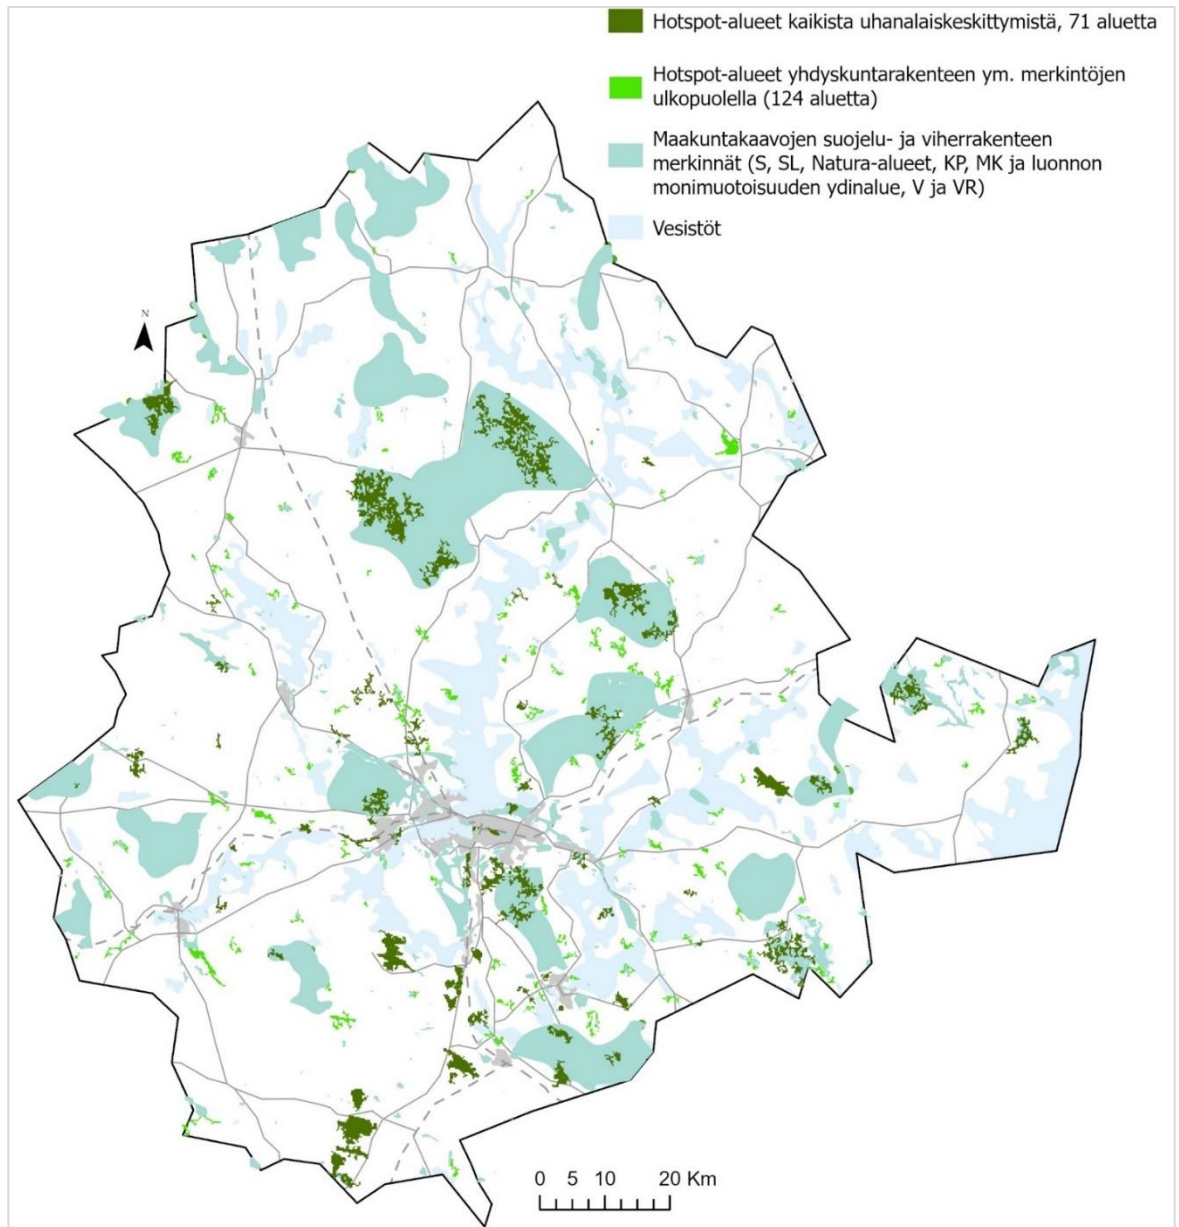 Hotspot-alueet kaikista uhanalaiskeskittymistä, 71 aluetta
Hotspot-alueet yhdyskuntarakenteen ym. merkintöjen
ulkopuolella (124 aluetta)
Maakuntakaavojen suojelu- ja viherrakenteen
merkinnät (S, SL, Natura-alueet, KP, MK ja luonnon
monimuotoisuuden ydinalue, V ja VR)
Vesistöt
N
0 5 10 20 Km